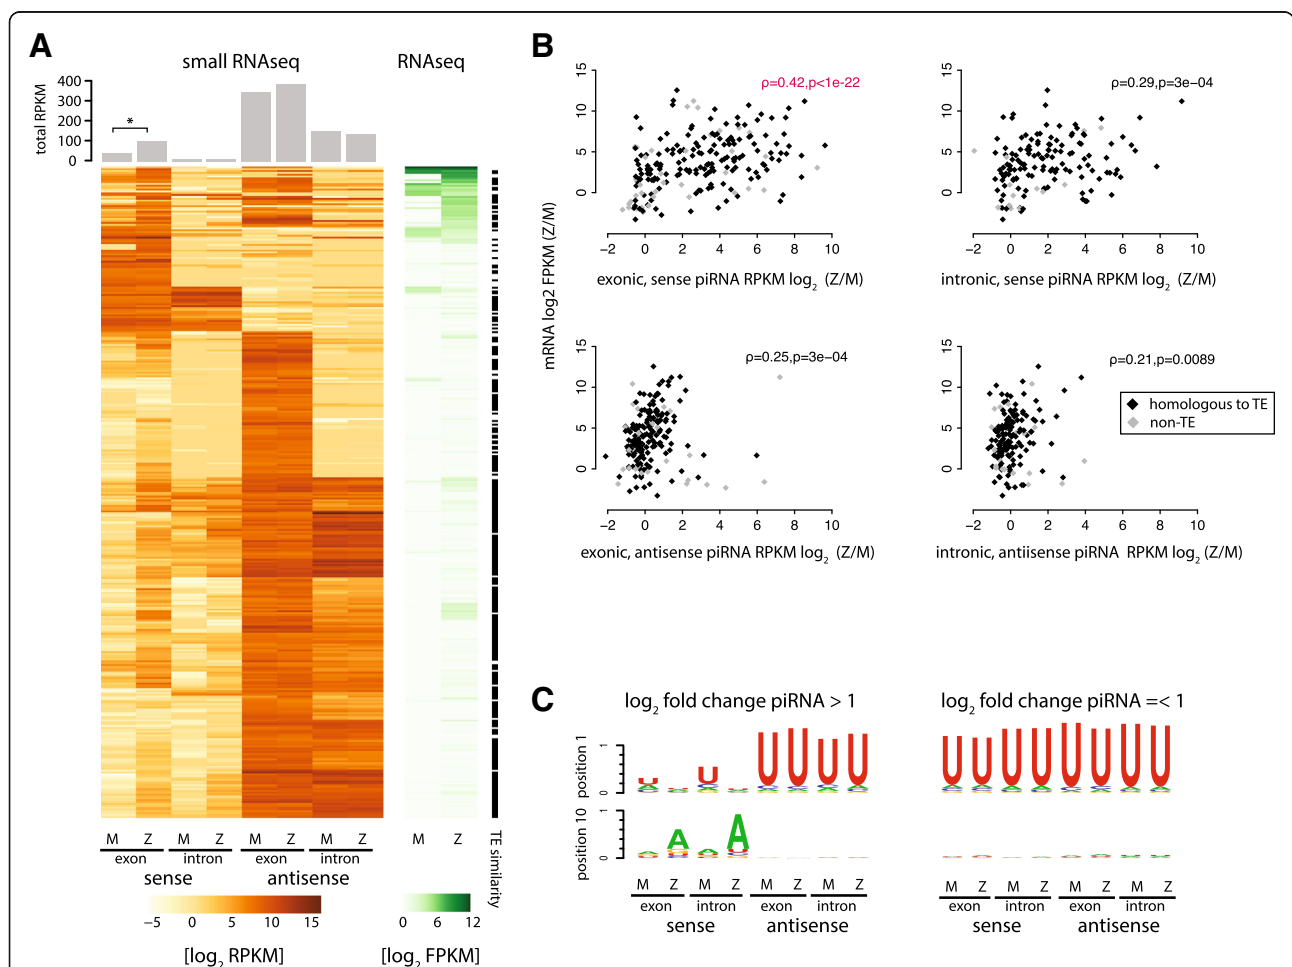 A
small RNAseq
RNAseq
total RPKM
400
300
200
100
0
*
M Z M Z M Z M Z
exon intron exon intron
sense antisense
M Z
TE similarity
−5 0 5 10 15
[log2 RPKM]
0 6 12
[log2 FPKM]
B
mRNA log2 FPKM (Z/M)
15
10
5
0
ρ=0.42,p<1e-22
−2 0 2 4 6 8 10
exonic, sense piRNA RPKM log2 (Z/M)
15
10
5
0
ρ=0.29,p=3e−04
−2 0 2 4 6 8 10
intronic, sense piRNA RPKM log2 (Z/M)
15
10
5
0
ρ=0.25,p=3e−04
−2 0 2 4 6 8 10
exonic, antisense piRNA RPKM log2 (Z/M)
15
10
5
0
ρ=0.21,p=0.0089
homologous to TE
non-TE
−2 0 2 4 6 8 10
intronic, antiisense piRNA RPKM log2 (Z/M)
C
log2 fold change piRNA > 1
log2 fold change piRNA =< 1
position 1
1
0
U U U U U U
U U U U U U U U
position 10
1
0
A A
M Z M Z M Z M Z
exon intron exon intron
sense antisense
M Z M Z M Z M Z
exon intron exon intron
sense antisense